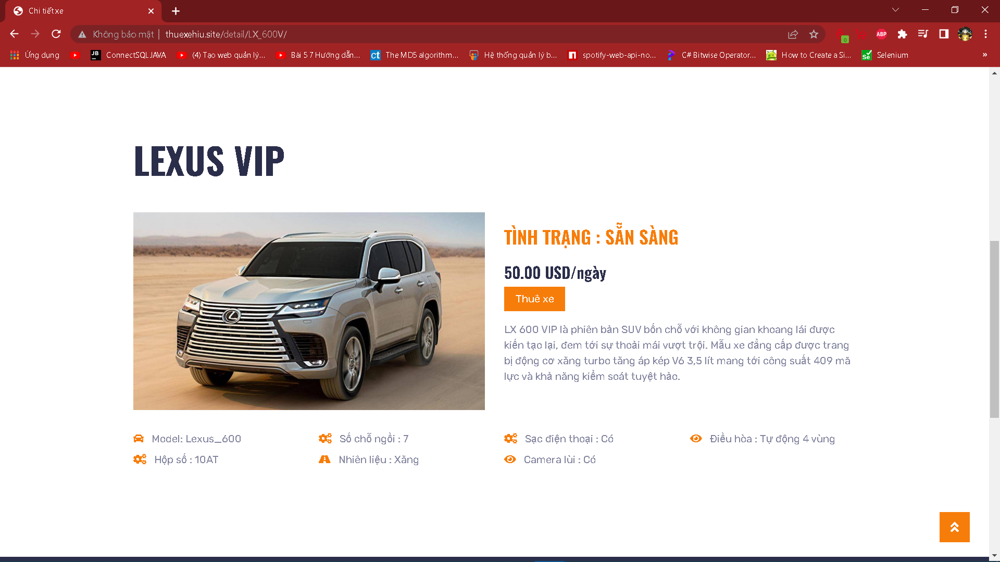 Chi tiết xe
Không bảo mật
thuexehiu.site/detail/LX_600V/
ABP
0
Ứng dụng
JB
ConnectSQLJAVA
(4) Tạo web quản lý...
Bài 5 7 Hướng dẫn...
ct
The MD5 algorithm...
Hệ thống quản lý b...
spotify-web-api-no...
C# Bitwise Operator...
How to Create a Si...
Se
Selenium
»
LEXUS VIP
TÌNH TRẠNG : SẴN SÀNG
50.00 USD/ngày
Thuê xe
LX 600 VIP là phiên bản SUV bốn chỗ với không gian khoang lái được
kiến tạo lại, đem tới sự thoải mái vượt trội. Mẫu xe đẳng cấp được trang
bị động cơ xăng turbo tăng áp kép V6 3,5 lít mang tới công suất 409 mã
lực và khả năng kiểm soát tuyệt hảo.
Model: Lexus_600
Số chỗ ngồi : 7
Sạc điện thoại : Có
Điều hòa : Tự động 4 vùng
Hộp số : 10AT
Nhiên liệu : Xăng
Camera lùi : Có